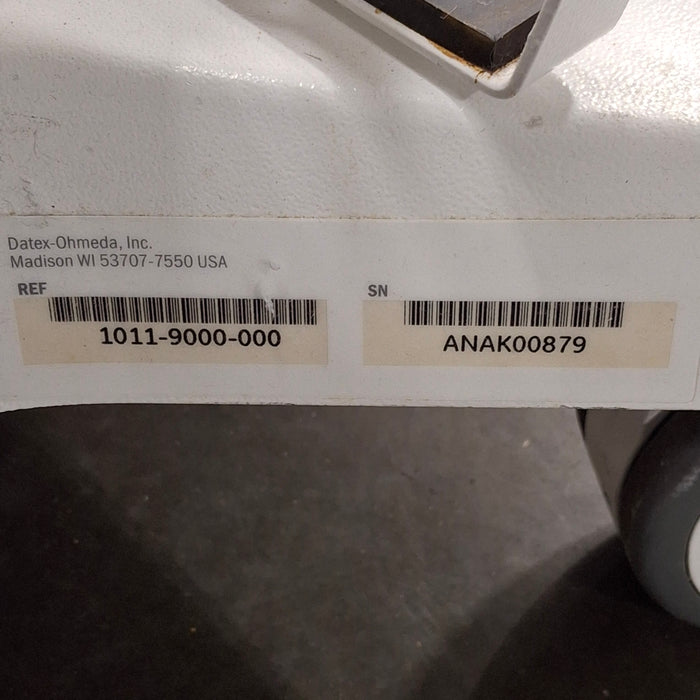 Datex-Ohmeda, Inc.
Madison WI 53707-7550 USA
REF
1011-9000-000
SN
ANAK00879